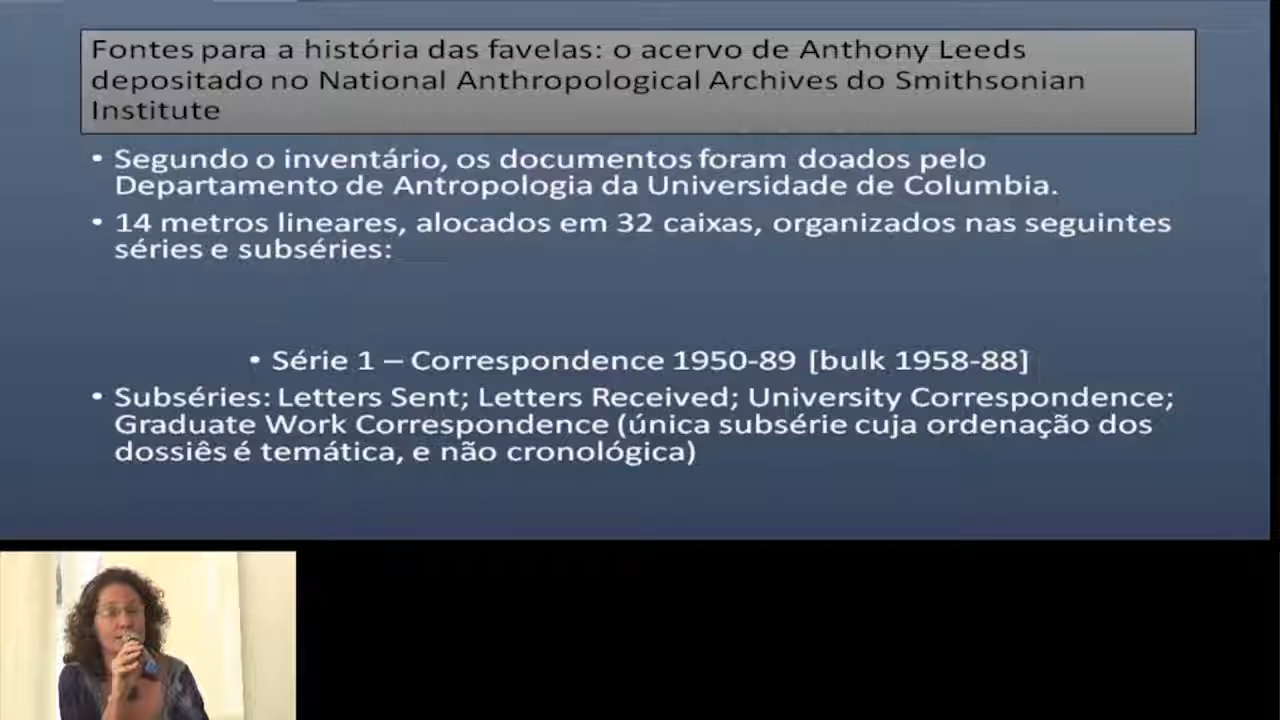 Fontes para a história das favelas: o acervo de Anthony Leeds
depositado no National Anthropological Archives do Smithsonian
Institute
• Segundo o inventário, os documentos foram doados pelo
Departamento de Antropologia da Universidade de Columbia.
• 14 metros lineares, alocados em 32 caixas, organizados nas seguintes
séries e subséries:
• Série 1 – Correspondence 1950-89 [bulk 1958-88]
• Subséries: Letters Sent; Letters Received; University Correspondence;
Graduate Work Correspondence (única subsérie cuja ordenação dos
dossiês é temática, e não cronológica)